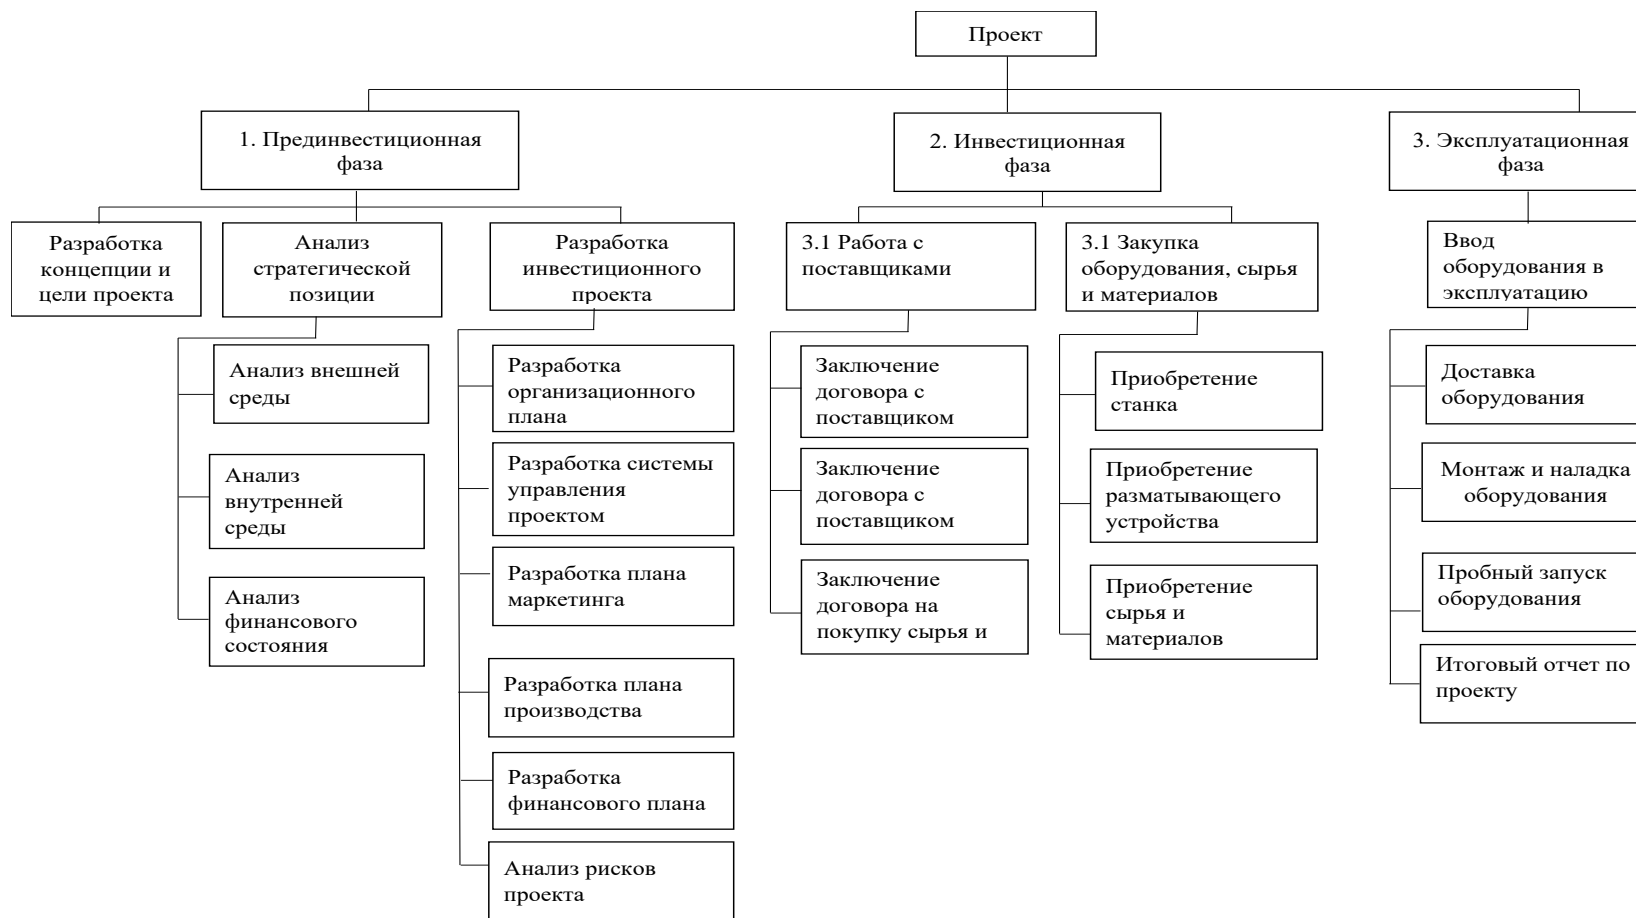 Проект
1. Прединвестиционная
фаза
2. Инвестиционная
фаза
3. Эксплуатационная
фаза
Разработка
концепции и
цели проекта
Анализ
стратегической
позиции
Разработка
инвестиционного
проекта
3.1 Работа с
поставщиками
3.1 Закупка
оборудования, сырья
и материалов
Ввод
оборудования в
эксплуатацию
Анализ внешней
среды
Анализ
внутренней
среды
Анализ
финансового
состояния
Разработка
организационного
плана
Разработка системы
управления
проектом
Разработка плана
маркетинга
Разработка плана
производства
Разработка
финансового плана
Анализ рисков
проекта
Заключение
договора с
поставщиком
Заключение
договора с
поставщиком
Заключение
договора на
покупку сырья и
Приобретение
станка
Приобретение
разматывающего
устройства
Приобретение
сырья и
материалов
Доставка
оборудования
Монтаж и наладка
оборудования
Пробный запуск
оборудования
Итоговый отчет по
проекту